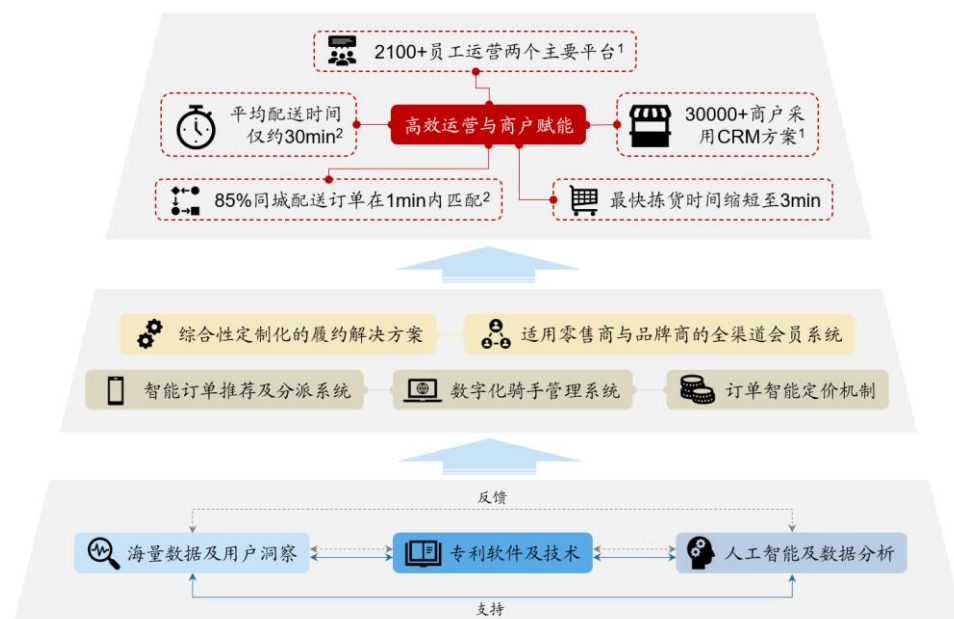 2100+员工运营两个主要平台¹
平均配送时间
仅约30min²
高效运营与商户赋能
30000+商户采
用CRM方案¹
85%同城配送订单在1min内匹配²
最快拣货时间缩短至3min
综合性定制化的履约解决方案
适用零售商与品牌商的全渠道会员系统
智能订单推荐及分派系统
数字化骑手管理系统
订单智能定价机制
反馈
海量数据及用户洞察
专利软件及技术
人工智能及数据分析
支持